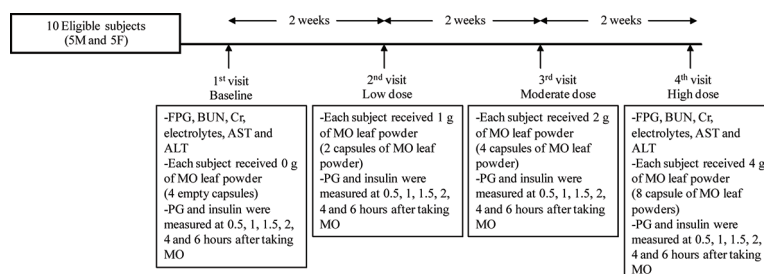 10 Eligible subjects
(5M and 5F)
2 weeks
2 weeks
2 weeks
1st visit
Baseline
2nd visit
Low dose
3rd visit
Moderate dose
4th visit
High dose
-FPG, BUN, Cr,
electrolytes, AST and
ALT
-Each subject received 0 g
of MO leaf powder
(4 empty capsules)
-PG and insulin were
measured at 0.5, 1, 1.5, 2,
4 and 6 hours after taking
MO
-Each subject received 1 g
of MO leaf powder
(2 capsules of MO leaf
powder)
-PG and insulin were
measured at 0.5, 1, 1.5, 2,
4 and 6 hours after taking
MO
-Each subject received 2 g
of MO leaf powder
(4 capsules of MO leaf
powder)
-PG and insulin were
measured at 0.5, 1, 1.5, 2,
4 and 6 hours after taking
MO
-FPG, BUN, Cr,
electrolytes, AST and
ALT
-Each subject received 4 g
of MO leaf powder
(8 capsule of MO leaf
powders)
-PG and insulin were
measured at 0.5, 1, 1.5, 2,
4 and 6 hours after taking
MO